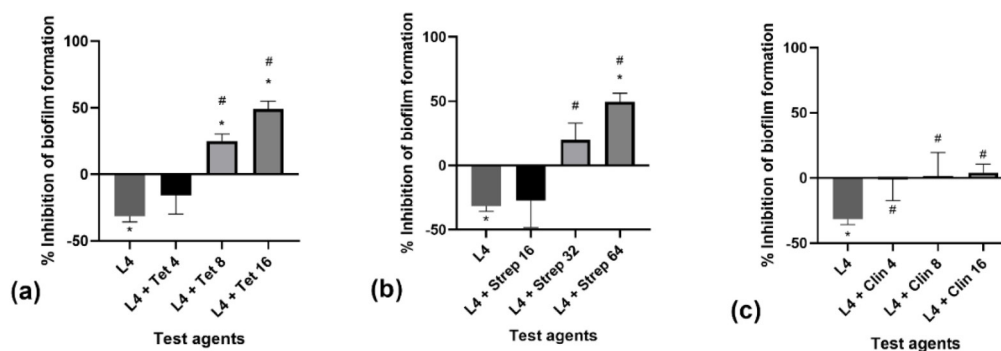 % Inhibition of biofilm formation
100
50
0
-50
*
# *
# *
L4
L4 + Tet 4
L4 + Tet 8
L4 + Tet 16
(a)
Test agents
% Inhibition of biofilm formation
100
50
0
-50
*
#
# *
L4
L4 + Strep 16
L4 + Strep 32
L4 + Strep 64
(b)
Test agents
% Inhibition of biofilm formation
100
50
0
-50
*
#
#
#
L4
L4 + Clin 4
L4 + Clin 8
L4 + Clin 16
(c)
Test agents